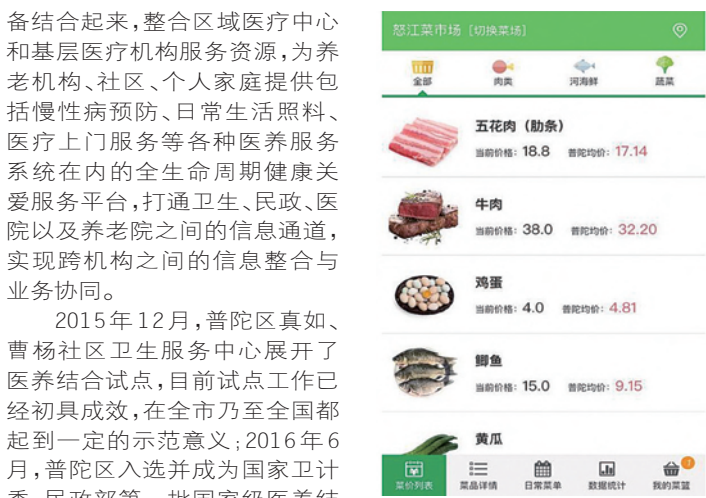 备结合起来,整合区域医疗中心
和基层医疗机构服务资源,为养
老机构、社区、个人家庭提供包
括慢性病预防、日常生活照料、
医疗上门服务等各种医养服务
系统在内的全生命周期健康关
爱服务平台,打通卫生、民政、医
院以及养老院之间的信息通道,
实现跨机构之间的信息整合与
业务协同。
2015年12月,普陀区真如、
曹杨社区卫生服务中心展开了
医养结合试点,目前试点工作已
经初具成效,在全市乃至全国都
起到一定的示范意义;2016年6
月,普陀区入选并成为国家卫计
委、民政部第一批国家级医养结
怒江菜市场 [切换菜场]
全部 肉类 河海鲜 蔬菜
五花肉(肋条)
当前价格: 18.8 普陀均价: 17.14
牛肉
当前价格: 38.0 普陀均价: 32.20
鸡蛋
当前价格: 4.0 普陀均价: 4.81
鲫鱼
当前价格: 15.0 普陀均价: 9.15
黄瓜
菜价列表 菜品详情 日常菜单 数据统计 我的菜篮